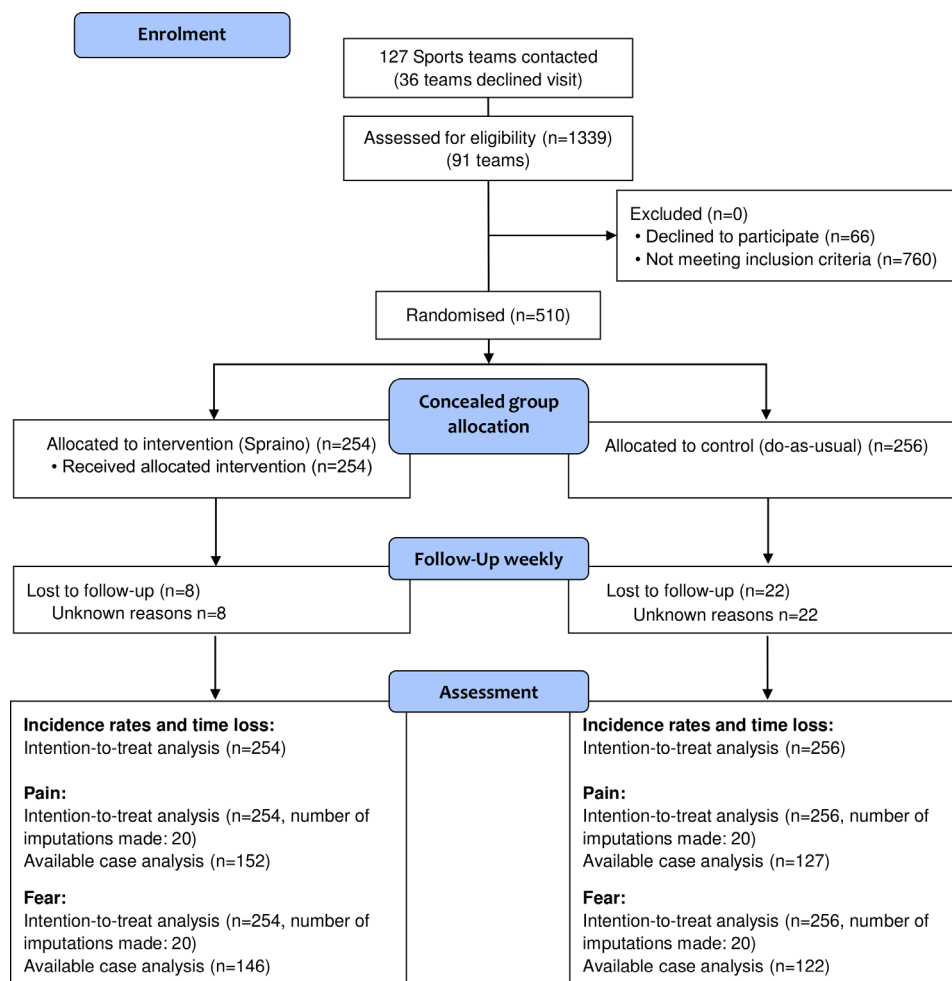 Enrolment
127 Sports teams contacted
(36 teams declined visit)
Assessed for eligibility (n=1339)
(91 teams)
Excluded (n=0)
• Declined to participate (n=66)
• Not meeting inclusion criteria (n=760)
Randomised (n=510)
Concealed group
allocation
Allocated to intervention (Spraino) (n=254)
• Received allocated intervention (n=254)
Allocated to control (do-as-usual) (n=256)
Follow-Up weekly
Lost to follow-up (n=8)
Unknown reasons n=8
Lost to follow-up (n=22)
Unknown reasons n=22
Assessment
Incidence rates and time loss:
Intention-to-treat analysis (n=254)
Pain:
Intention-to-treat analysis (n=254, number of
imputations made: 20)
Available case analysis (n=152)
Fear:
Intention-to-treat analysis (n=254, number of
imputations made: 20)
Available case analysis (n=146)
Incidence rates and time loss:
Intention-to-treat analysis (n=256)
Pain:
Intention-to-treat analysis (n=256, number of
imputations made: 20)
Available case analysis (n=127)
Fear:
Intention-to-treat analysis (n=256, number of
imputations made: 20)
Available case analysis (n=122)